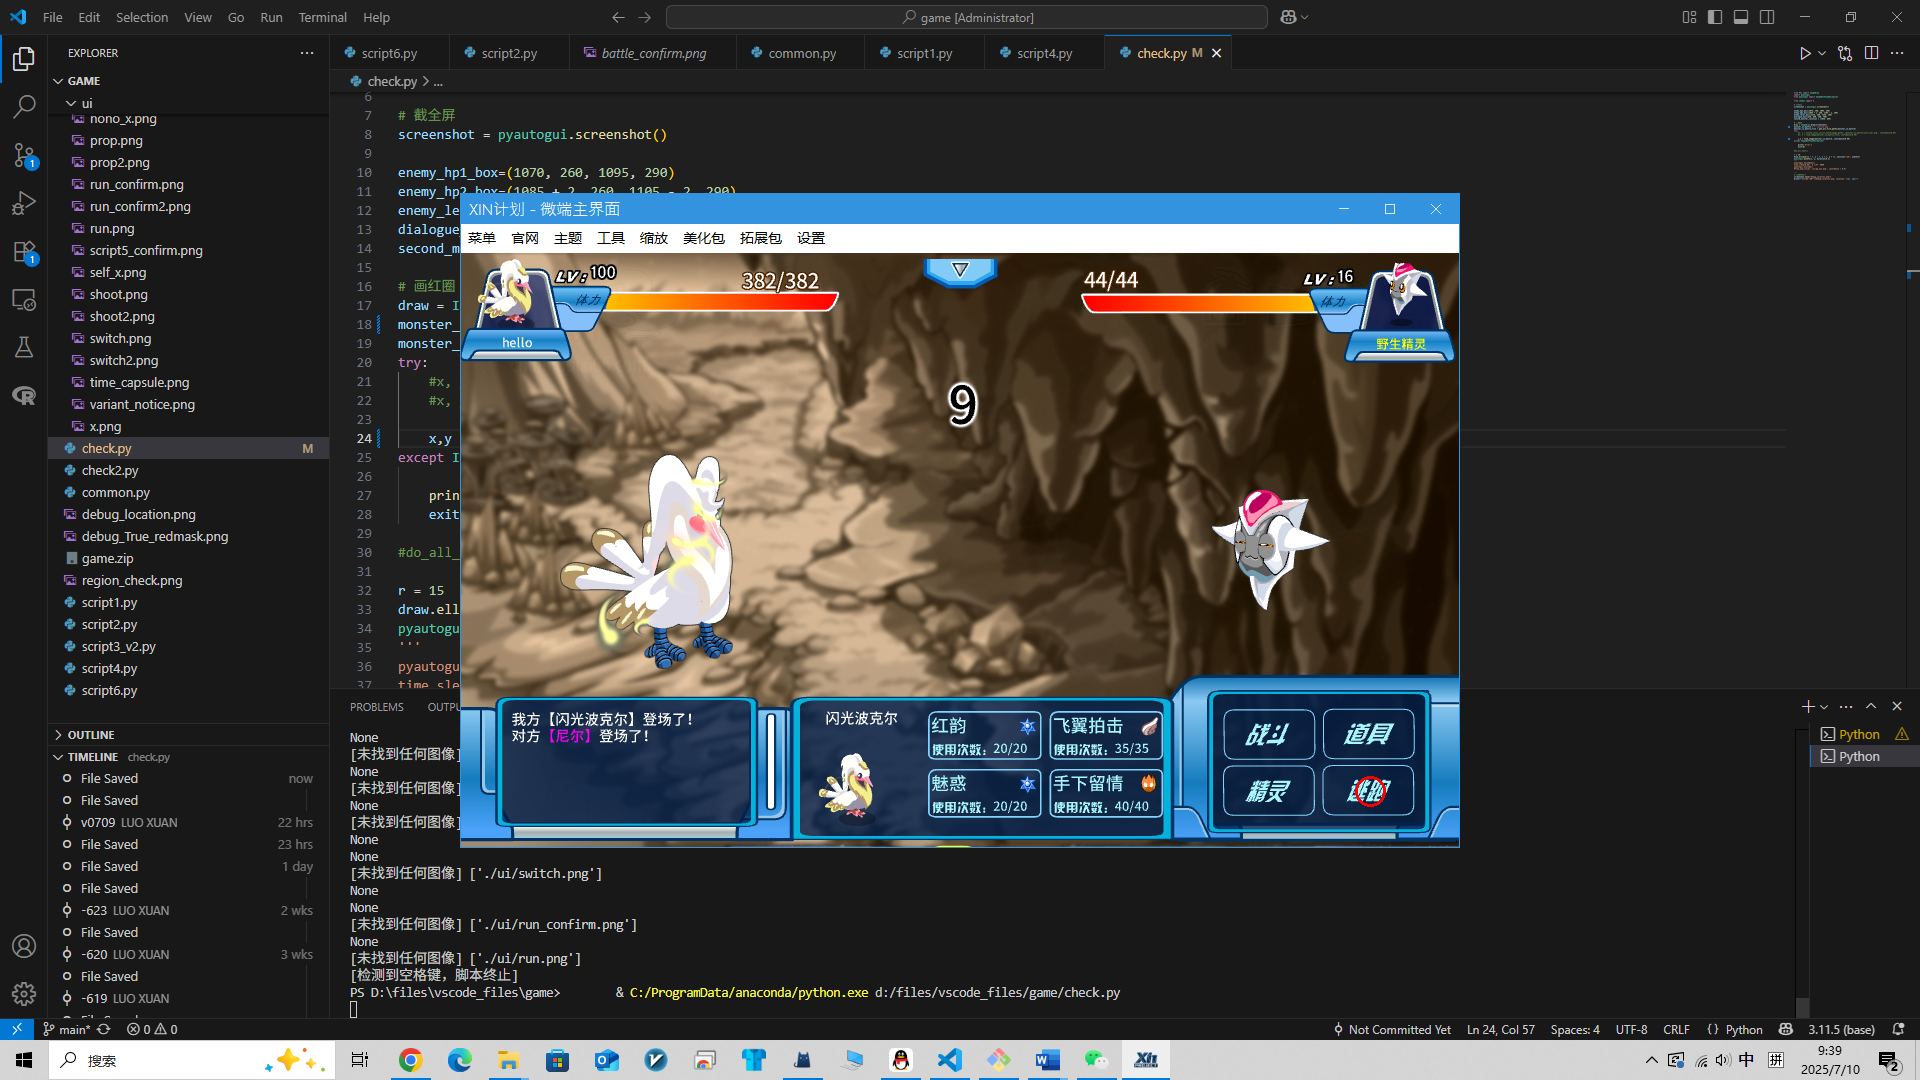 File Edit Selection View Go Run Terminal Help
game [Administrator]
EXPLORER
GAME
ui
nono_x.png
prop.png
prop2.png
run_confirm.png
run_confirm2.png
run.png
script5_confirm.png
self_x.png
shoot.png
shoot2.png
switch.png
switch2.png
time_capsule.png
variant_notice.png
x.png
check.py M
check2.py
common.py
debug_location.png
debug_True_redmask.png
game.zip
region_check.png
script1.py
script2.py
script3_v2.py
script4.py
script6.py
OUTLINE
TIMELINE check.py
File Saved now
File Saved
v0709 LUO XUAN 22 hrs
File Saved 23 hrs
File Saved 1 day
File Saved
-623 LUO XUAN 2 wks
File Saved
-620 LUO XUAN 3 wks
File Saved
-619 LUO XUAN
script6.py script2.py battle_confirm.png common.py script1.py script4.py check.py M
check.py > ...
6
7 # 截全屏
8 screenshot = pyautogui.screenshot()
9
10 enemy_hp1_box=(1070, 260, 1095, 290)
11 enemy_hp2_box=(1085 + 2, 260, 1105 - 2, 290)
12 enemy_le
13 dialogue
14 second_m
15
16 # 画红圈
17 draw = I
18 monster_
19 monster_
20 try:
21 #x,
22 #x,
23
24 x,y
25 except I
26
27 prin
28 exit
29
30 #do_all_
31
32 r = 15
33 draw.ell
34 pyautogu
35 '''
36 pyautogu
37 time.sle
XIN计划 - 微端主界面
菜单 官网 主题 工具 缩放 美化包 拓展包 设置
LV:100 382/382
体力
hello
44/44 LV:16
体力
野生精灵
9
我方【闪光波克尔】登场了!
对方【尼尔】登场了!
闪光波克尔
红韵
使用次数: 20/20
飞翼拍击
使用次数: 35/35
魅惑
使用次数: 20/20
手下留情
使用次数: 40/40
战斗 道具
精灵 逃跑
PROBLEMS OUTPU
None
[未找到任何图像]
None
[未找到任何图像]
None
[未找到任何图像]
None
None
[未找到任何图像] ['./ui/switch.png']
None
None
[未找到任何图像] ['./ui/run_confirm.png']
None
[未找到任何图像] ['./ui/run.png']
[检测到空格键，脚本终止]
PS D:\files\vscode_files\game> & C:/ProgramData/anaconda/python.exe d:/files/vscode_files/game/check.py
Python
Python
main* 0 0
Not Committed Yet Ln 24, Col 57 Spaces: 4 UTF-8 CRLF {} Python 3.11.5 (base)
搜索
中 拼
9:39
2025/7/10
2